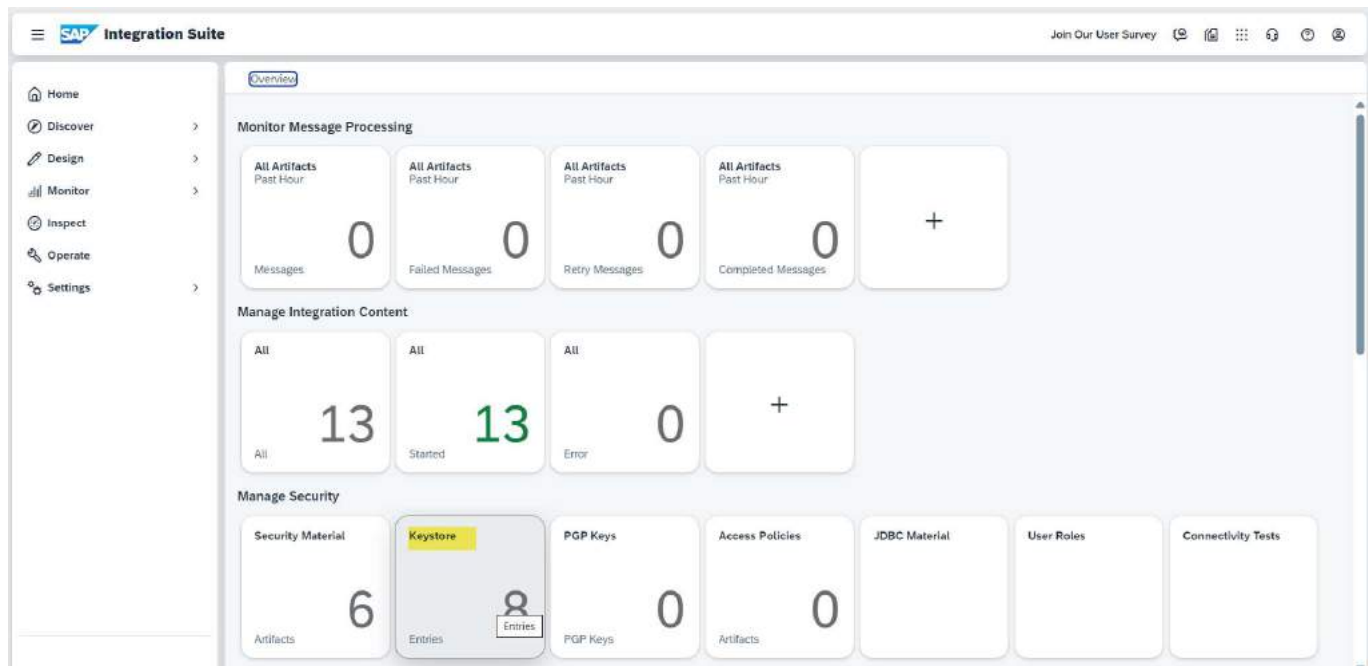 SAP Integration Suite
Join Our User Survey
Home
Discover
Design
Monitor
Inspect
Operate
Settings
Overview
Monitor Message Processing
All Artifacts
Past Hour
0
Messages
All Artifacts
Past Hour
0
Failed Messages
All Artifacts
Past Hour
0
Retry Messages
All Artifacts
Past Hour
0
Completed Messages
+
Manage Integration Content
All
13
All
All
13
Started
All
0
Error
+
Manage Security
Security Material
6
Artifacts
Keystore
8
Entries
Entries
PGP Keys
0
PGP Keys
Access Policies
0
Artifacts
JDBC Material
User Roles
Connectivity Tests